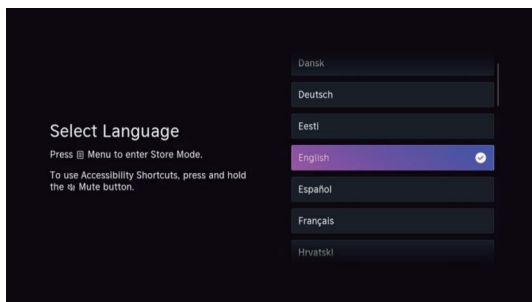 Select Language
Press Menu to enter Store Mode.
To use Accessibility Shortcuts, press and hold
the Mute button.
Dansk
Deutsch
Eesti
English
Español
Français
Hrvatski